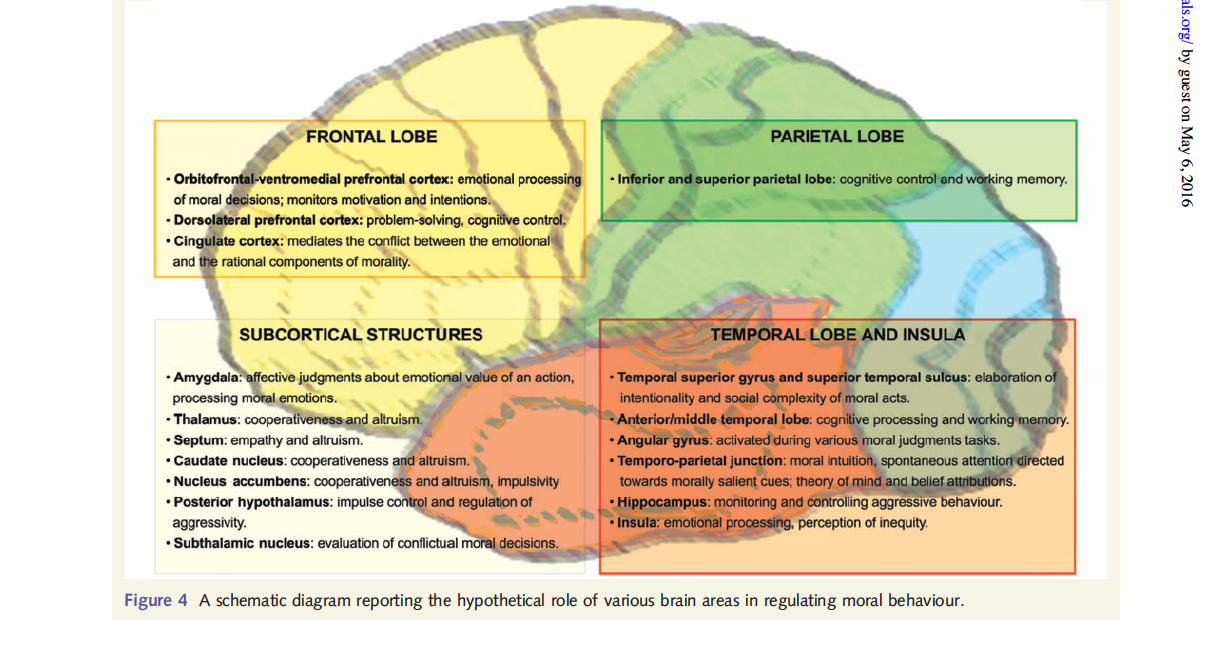 FRONTAL LOBE
• Orbitofrontal-ventromedial prefrontal cortex: emotional processing
of moral decisions; monitors motivation and intentions.
• Dorsolateral prefrontal cortex: problem-solving, cognitive control.
• Cingulate cortex: mediates the conflict between the emotional
and the rational components of morality.
PARIETAL LOBE
• Inferior and superior parietal lobe: cognitive control and working memory.
SUBCORTICAL STRUCTURES
• Amygdala: affective judgments about emotional value of an action,
processing moral emotions.
• Thalamus: cooperativeness and altruism.
• Septum: empathy and altruism.
• Caudate nucleus: cooperativeness and altruism.
• Nucleus accumbens: cooperativeness and altruism, impulsivity
• Posterior hypothalamus: impulse control and regulation of
aggressivity.
• Subthalamic nucleus: evaluation of conflictual moral decisions.
TEMPORAL LOBE AND INSULA
• Temporal superior gyrus and superior temporal sulcus: elaboration of
intentionality and social complexity of moral acts.
• Anterior/middle temporal lobe: cognitive processing and working memory.
• Angular gyrus: activated during various moral judgments tasks.
• Temporo-parietal junction: moral intuition, spontaneous attention directed
towards morally salient cues; theory of mind and belief attributions.
• Hippocampus: monitoring and controlling aggressive behaviour.
• Insula: emotional processing, perception of inequity.
Figure 4 A schematic diagram reporting the hypothetical role of various brain areas in regulating moral behaviour.
als.org/ by guest on May 6, 2016